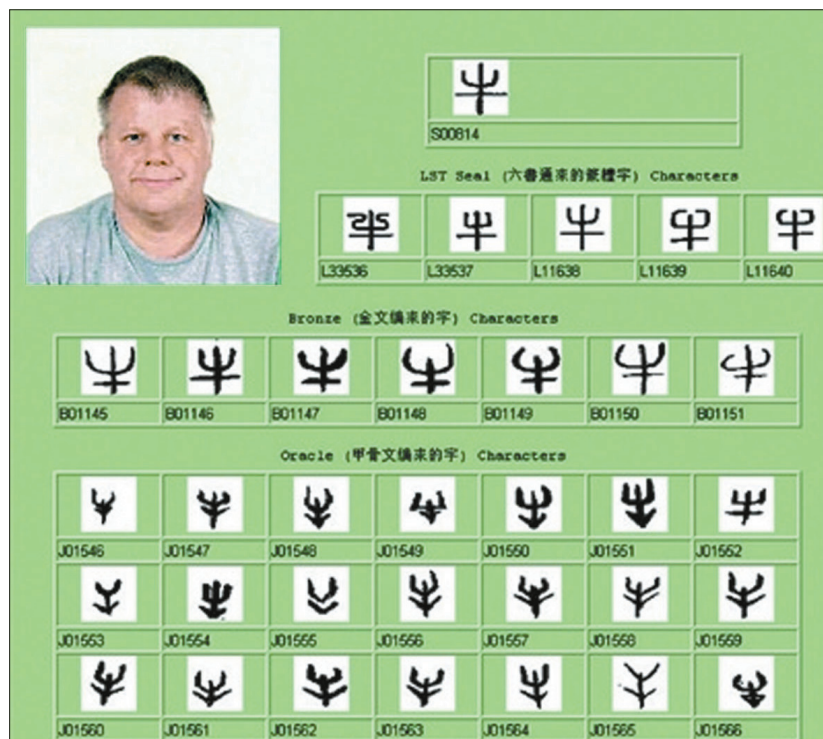 S00814
LST Seal (六書通來的篆體字) Characters
L33536 L33537 L11638 L11639 L11640
Bronze (金文編來的字) Characters
B01145 B01146 B01147 B01148 B01149 B01150 B01151
Oracle (甲骨文編來的字) Characters
J01546 J01547 J01548 J01549 J01550 J01551 J01552
J01553 J01554 J01555 J01556 J01557 J01558 J01559
J01560 J01561 J01562 J01563 J01564 J01565 J01566